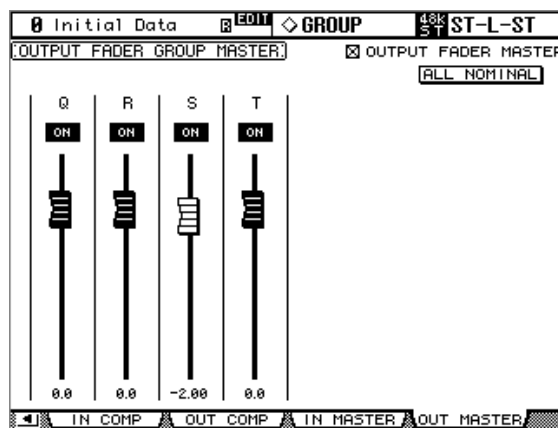 0 Initial Data R EDIT GROUP 48k ST ST-L-ST
OUTPUT FADER GROUP MASTER
OUTPUT FADER MASTER
ALL NOMINAL
Q R S T
ON ON ON ON
0.0 0.0 -2.00 0.0
IN COMP OUT COMP IN MASTER OUT MASTER